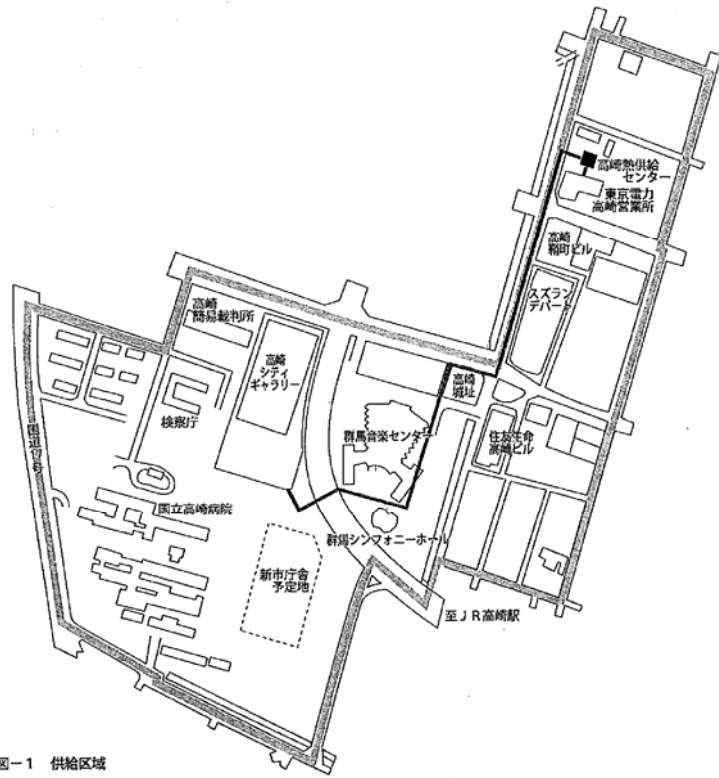 高崎熱供給
センター
東京電力
高崎営業所
高崎
鞘町ビル
スズラン
デパート
高崎
簡易裁判所
高崎
シティ
ギャラリー
高崎
城址
検察庁
群馬音楽センター
住友生命
高崎ビル
国道17号
国立高崎病院
群馬シンフォニーホール
新市庁舎
予定地
至JR高崎駅
図-1 供給区域